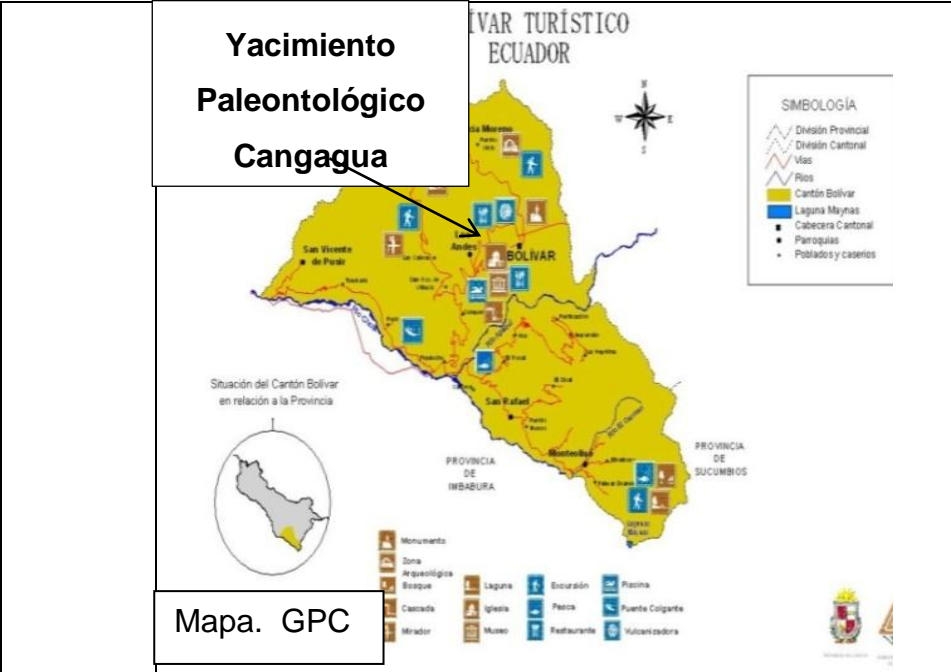 Yacimiento
Paleontológico
Cangagua
ÍVAR TURÍSTICO
ECUADOR
N
W
E
S
SIMBOLOGÍA
División Provincial
División Cantonal
Vías
Ríos
Cantón Bolívar
Laguna Maynas
Cabecera Cantonal
Parroquias
Poblados y caseríos
Moreno
Andes
BOLÍVAR
San Vicente
de Pusir
San Rafael
Monteolivo
Situación del Cantón Bolívar
en relación a la Provincia
PROVINCIA
DE
IMBABURA
PROVINCIA
DE
SUCUMBIOS
Monumento
Zona
Arqueológica
Bosque
Cascada
Mirador
Laguna
Iglesia
Museo
Excursión
Pesca
Restaurante
Piscina
Puente Colgante
Vulcanizadora
Mapa. GPC